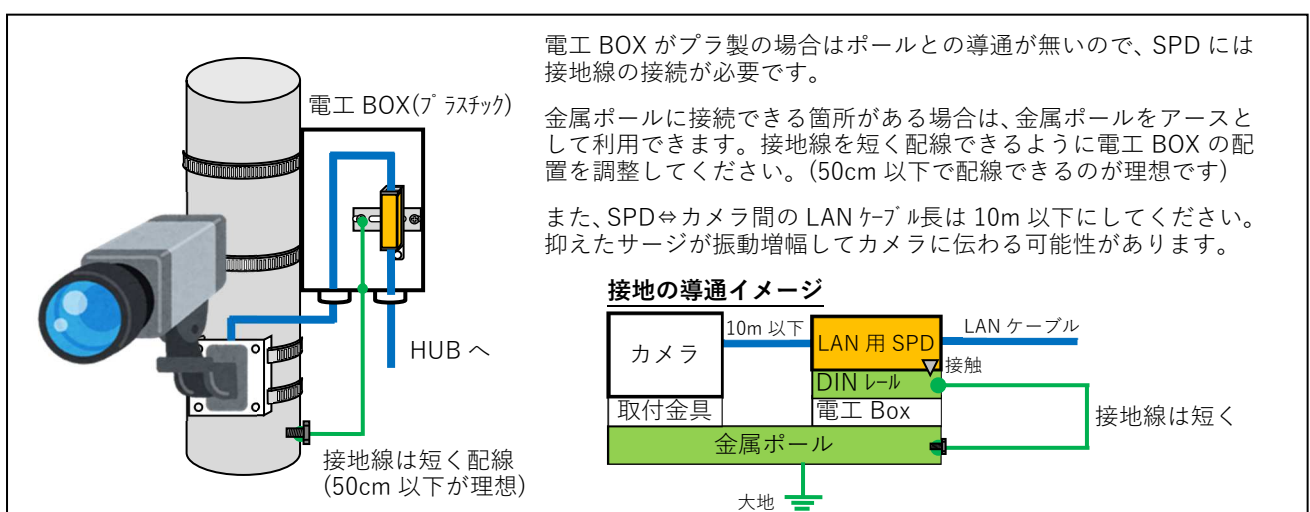 電工 BOX がプラ製の場合はポールとの導通が無いので、SPD には
接地線の接続が必要です。
金属ポールに接続できる箇所がある場合は、金属ポールをアースと
して利用できます。接地線を短く配線できるように電工 BOX の配
置を調整してください。(50cm 以下で配線できるのが理想です)
また、SPD⇔カメラ間の LAN ｹｰﾌﾞﾙ長は 10m 以下にしてください。
抑えたサージが振動増幅してカメラに伝わる可能性があります。
電工 BOX(ﾌﾟﾗｽﾁｯｸ)
HUB へ
接地線は短く配線
(50cm 以下が理想)
接地の導通イメージ
カメラ
10m 以下
LAN 用 SPD
LAN ケーブル
接触
DIN ﾚｰﾙ
取付金具
電工 Box
接地線は短く
金属ポール
大地